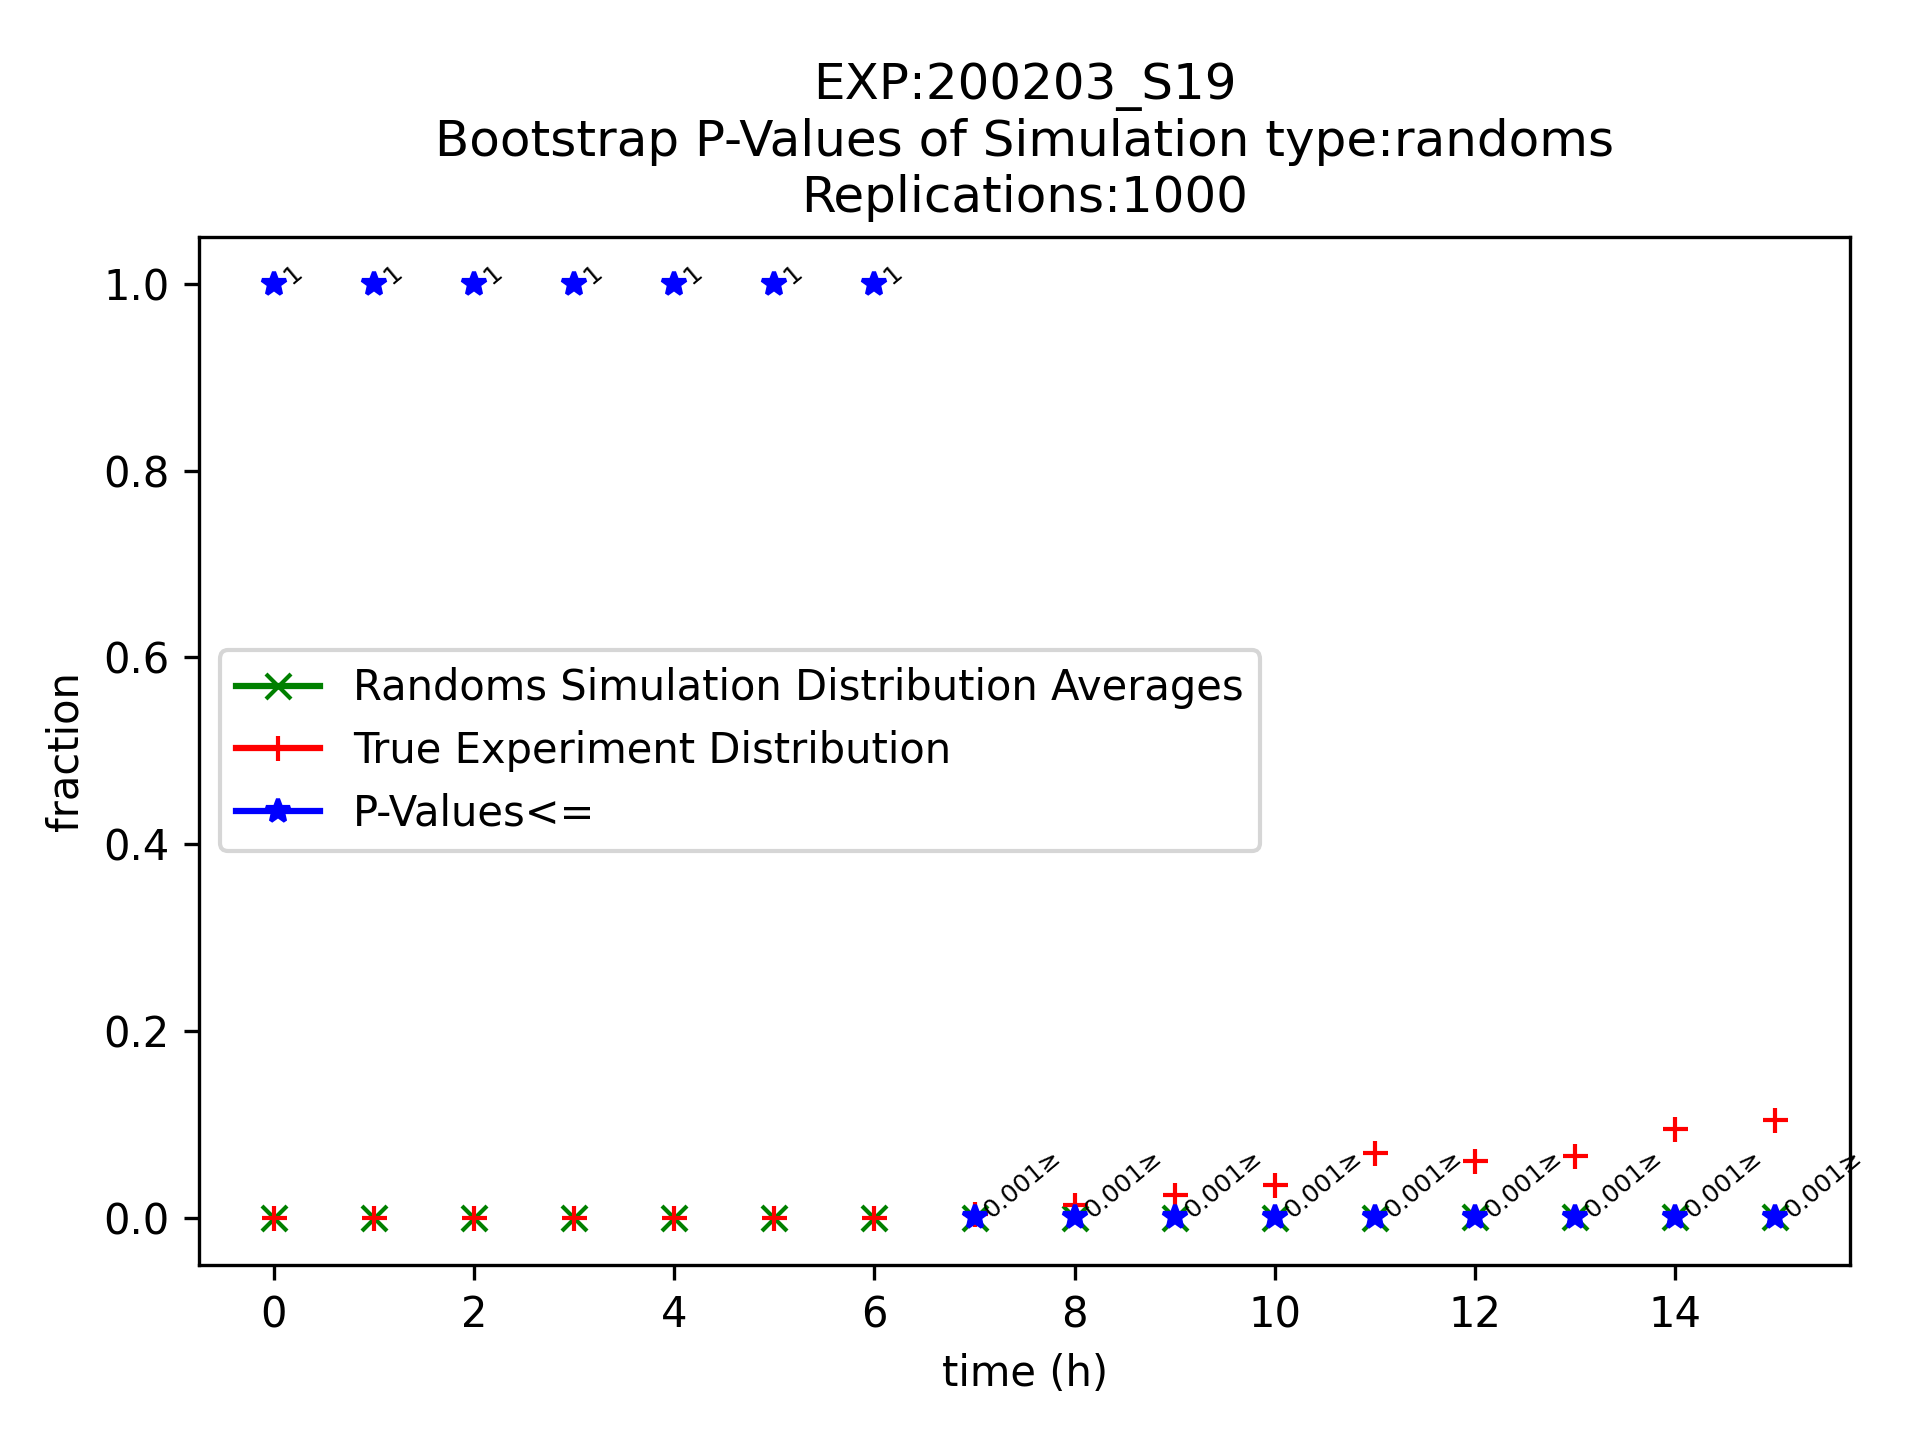 EXP:200203_S19
Bootstrap P-Values of Simulation type:randoms
Replications:1000
1.0
0.8
0.6
0.4
0.2
0.0
fraction
1 1 1 1 1 1 1
Randoms Simulation Distribution Averages
True Experiment Distribution
P-Values<=
0.001≥ 0.001≥ 0.001≥ 0.001≥ 0.001≥ 0.001≥ 0.001≥ 0.001≥ 0.001≥
0 2 4 6 8 10 12 14
time (h)